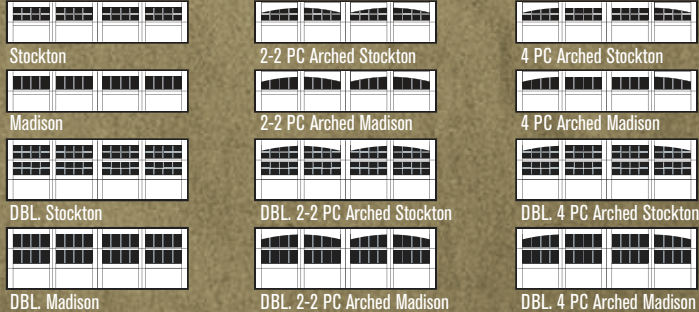 Stockton
2-2 PC Arched Stockton
4 PC Arched Stockton
Madison
2-2 PC Arched Madison
4 PC Arched Madison
DBL. Stockton
DBL. 2-2 PC Arched Stockton
DBL. 4 PC Arched Stockton
DBL. Madison
DBL. 2-2 PC Arched Madison
DBL. 4 PC Arched Madison